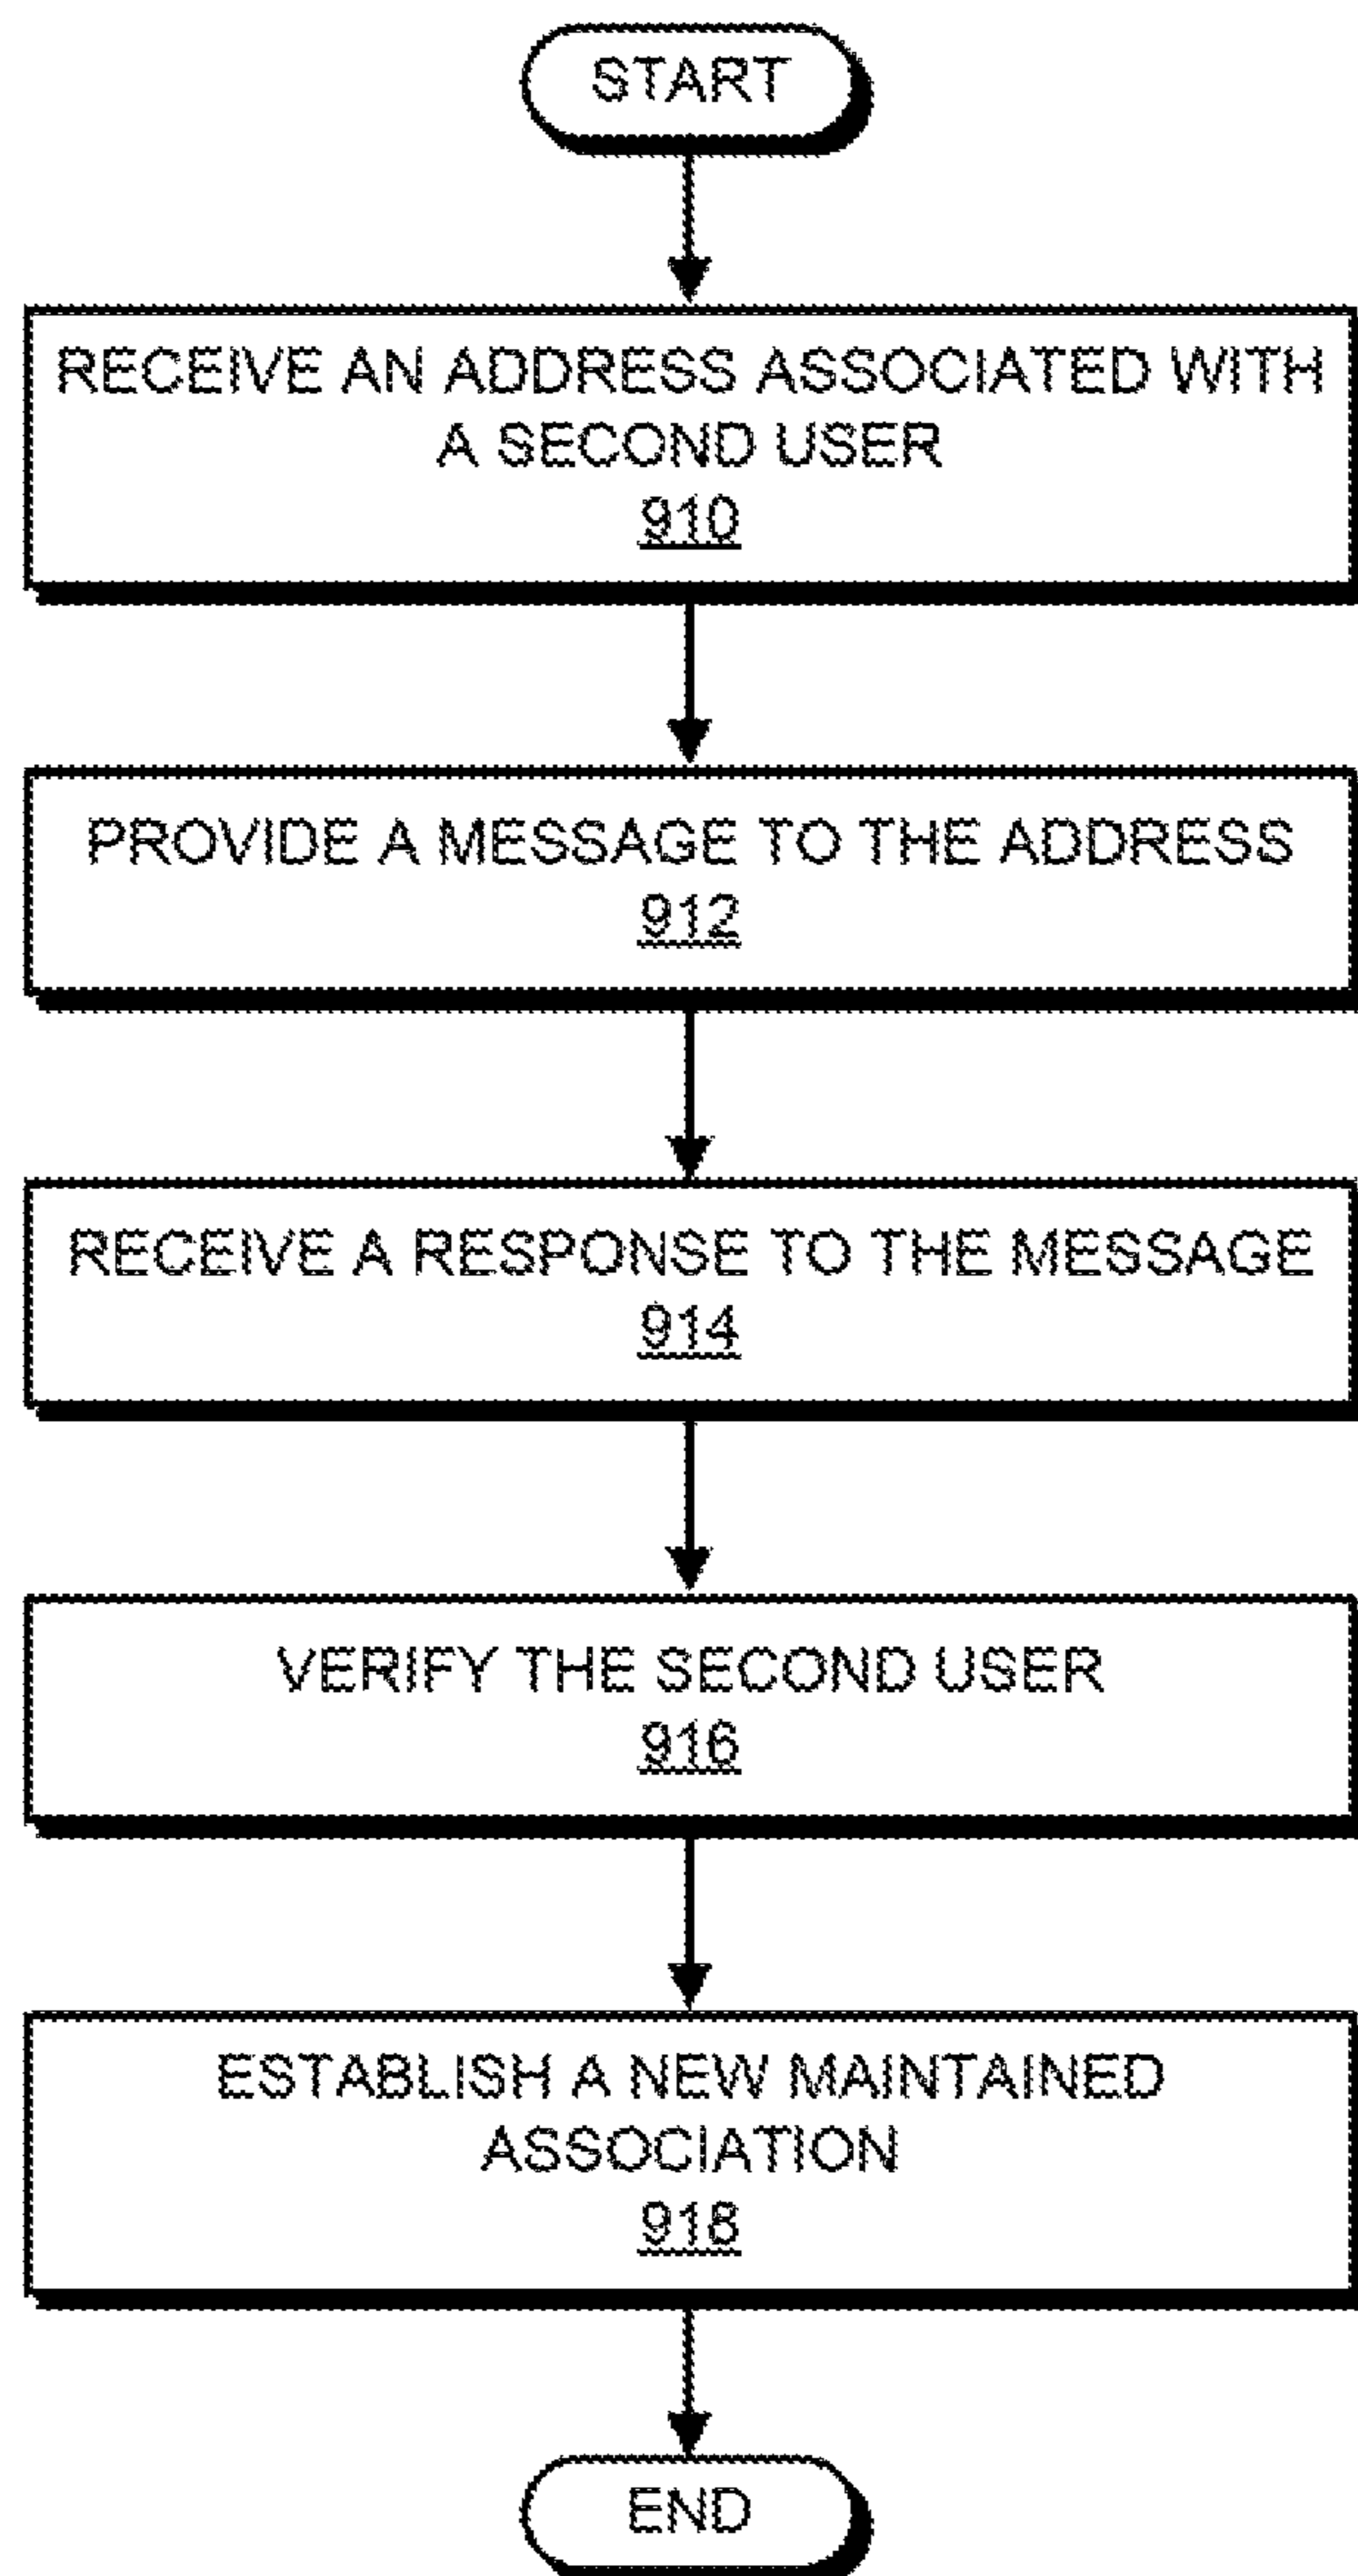 START
RECEIVE AN ADDRESS ASSOCIATED WITH
A SECOND USER
910
PROVIDE A MESSAGE TO THE ADDRESS
912
RECEIVE A RESPONSE TO THE MESSAGE
914
VERIFY THE SECOND USER
916
ESTABLISH A NEW MAINTAINED
ASSOCIATION
918
END